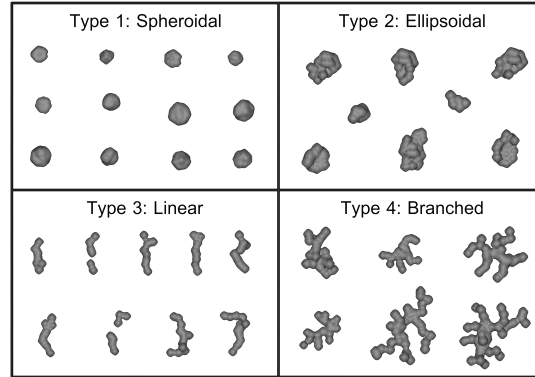 Type 1: Spheroidal
Type 2: Ellipsoidal
Type 3: Linear
Type 4: Branched